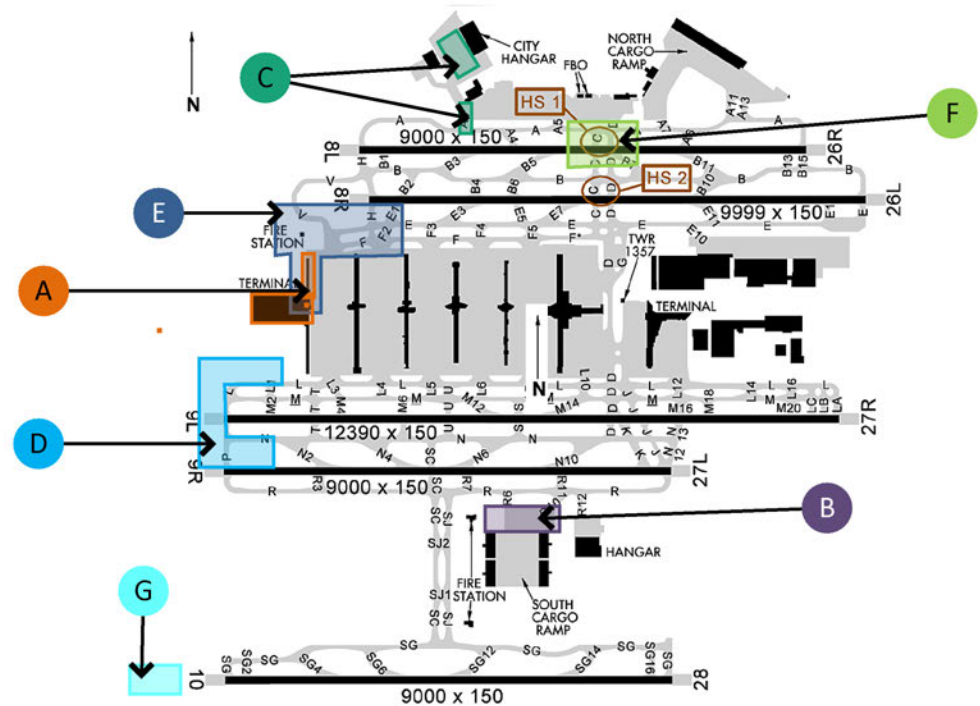 C
N
CITY
HANGAR
NORTH
CARGO
RAMP
FBO
HS 1
F
A
A
A4
A
A5
C
D
A7
A6
A11
A13
A
9000 x 150
8L
26R
H
B1
B3
B5
B
B11
B13
B15
V
B2
B4
B6
B
C
D
B10
B
HS 2
8R
26L
9999 x 150
E
V
FIRE
STATION
H
E1
F
F2
E
E3
F3
F
F4
E5
F5
E7
E
C
D
E
E11
E10
E
E1
E
D
G
TWR
1357
A
TERMINAL
TERMINAL
N
L
L1
L
L3
L4
L
L5
U
L6
L10
L
D
D
L
L12
L14
L
L16
L
M2
M
T
M4
M6
M
U
M12
S
M14
J
M
M16
M18
M
M20
LC
LB
LA
9L
27R
12390 x 150
D
P
N
T
N2
N4
SC
N
N6
S
N
N10
D
K
J
K
J
J
N
N
13
12
9R
27L
9000 x 150
R
R3
SC
R7
R
R6
R11
R
R12
B
SC
SJ
SJ2
HANGAR
FIRE
STATION
SJ1
SC
SJ
SOUTH
CARGO
RAMP
G
SG
SG2
SG
SG4
SG6
SG
SG12
SG14
SG
SG16
SG
10
28
9000 x 150